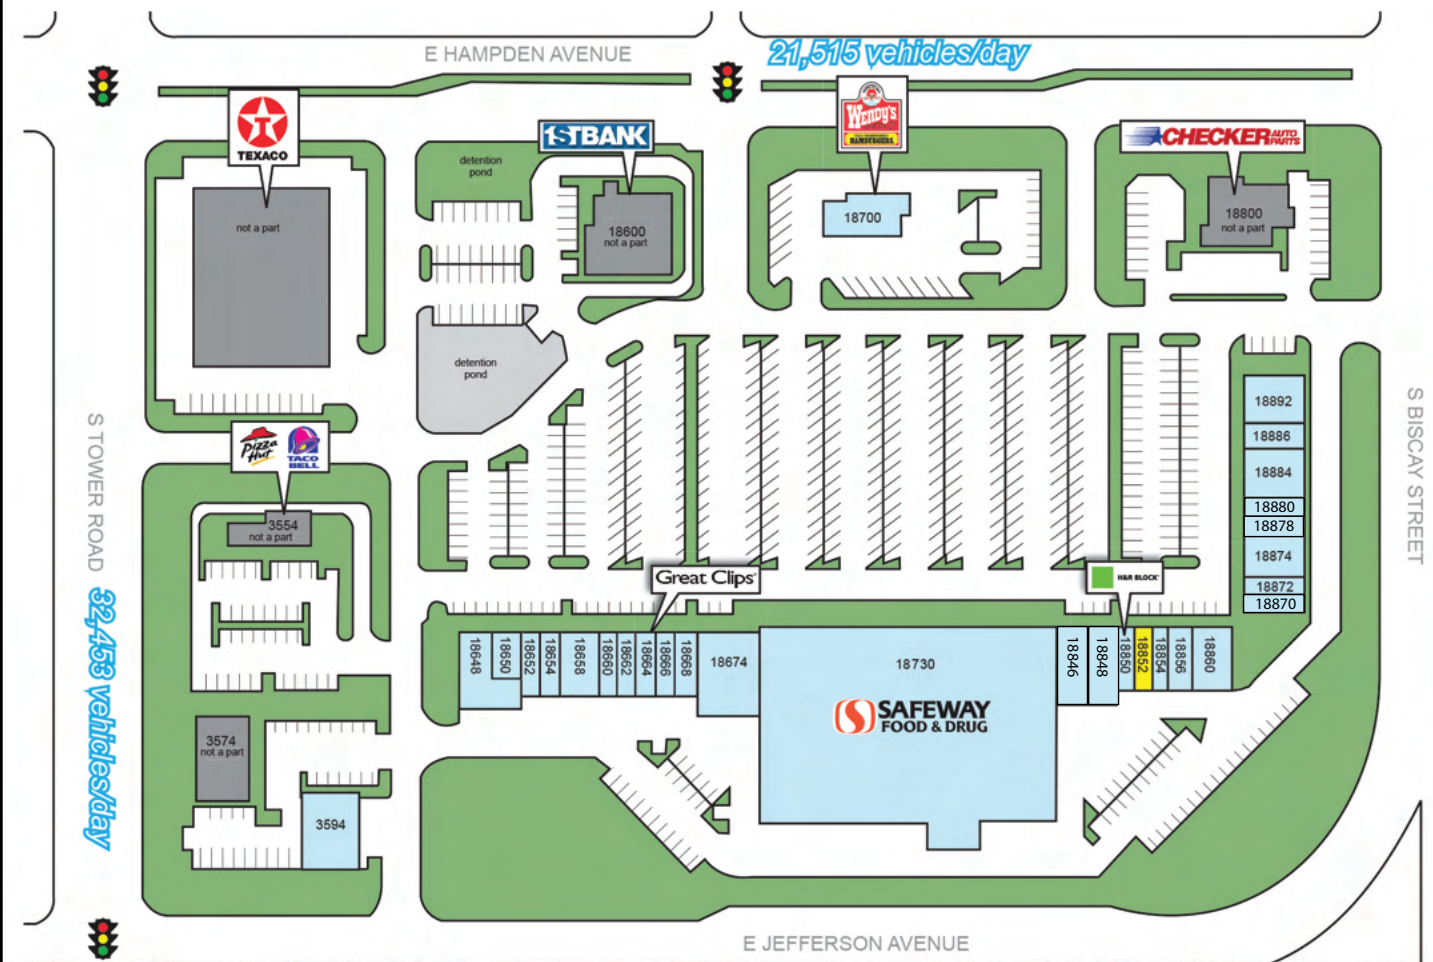 E HAMPDEN AVENUE
21,515 vehicles/day
TEXACO
not a part
detention
pond
1STBANK
18600
not a part
WENDY'S
HAMBURGERS
18700
CHECKER AUTO PARTS
18800
not a part
detention
pond
S TOWER ROAD
32,453 vehicles/day
S BISCAY STREET
Pizza Hut
TACO BELL
3554
not a part
18892
18886
18884
18880
18878
18874
18872
18870
Great Clips
H&R BLOCK
18648
18650
18652
18654
18658
18660
18662
18664
18666
18668
18674
18730
SAFEWAY
FOOD & DRUG
18846
18848
18850
18852
18854
18856
18860
3574
not a part
3594
E JEFFERSON AVENUE